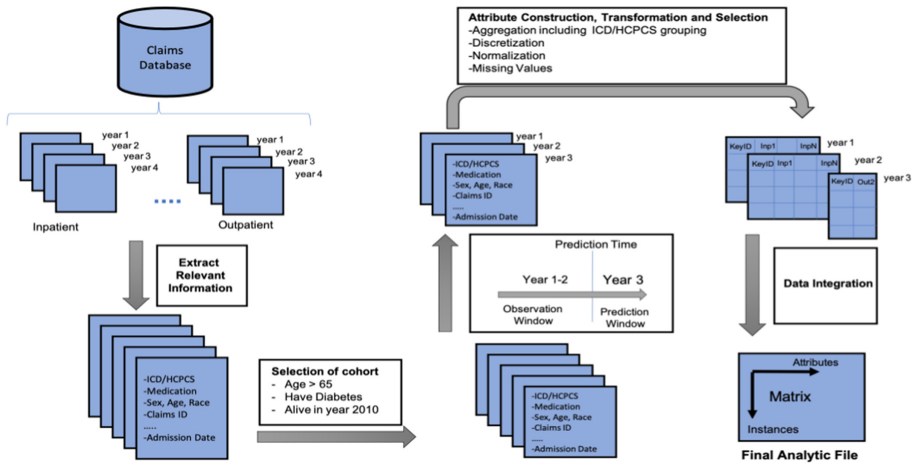 Claims
Database
year 1
year 2
year 3
year 4
Inpatient
....
year 1
year 2
year 3
year 4
Outpatient
Extract
Relevant
Information
-ICD/HCPCS
-Medication
-Sex, Age, Race
-Claims ID
.....
-Admission Date
Selection of cohort
- Age > 65
- Have Diabetes
- Alive in year 2010
-ICD/HCPCS
-Medication
-Sex, Age, Race
-Claims ID
....
-Admission Date
Prediction Time
Year 1-2 Year 3
Observation
Window
Prediction
Window
year 1
year 2
year 3
-ICD/HCPCS
-Medication
-Sex, Age, Race
-Claims ID
.....
-Admission Date
Attribute Construction, Transformation and Selection
-Aggregation including ICD/HCPCS grouping
-Discretization
-Normalization
-Missing Values
KeyID Inp1 InpN year 1
KeyID Inp1 InpN year 2
KeyID Out2 year 3
Data Integration
Attributes
Matrix
Instances
Final Analytic File